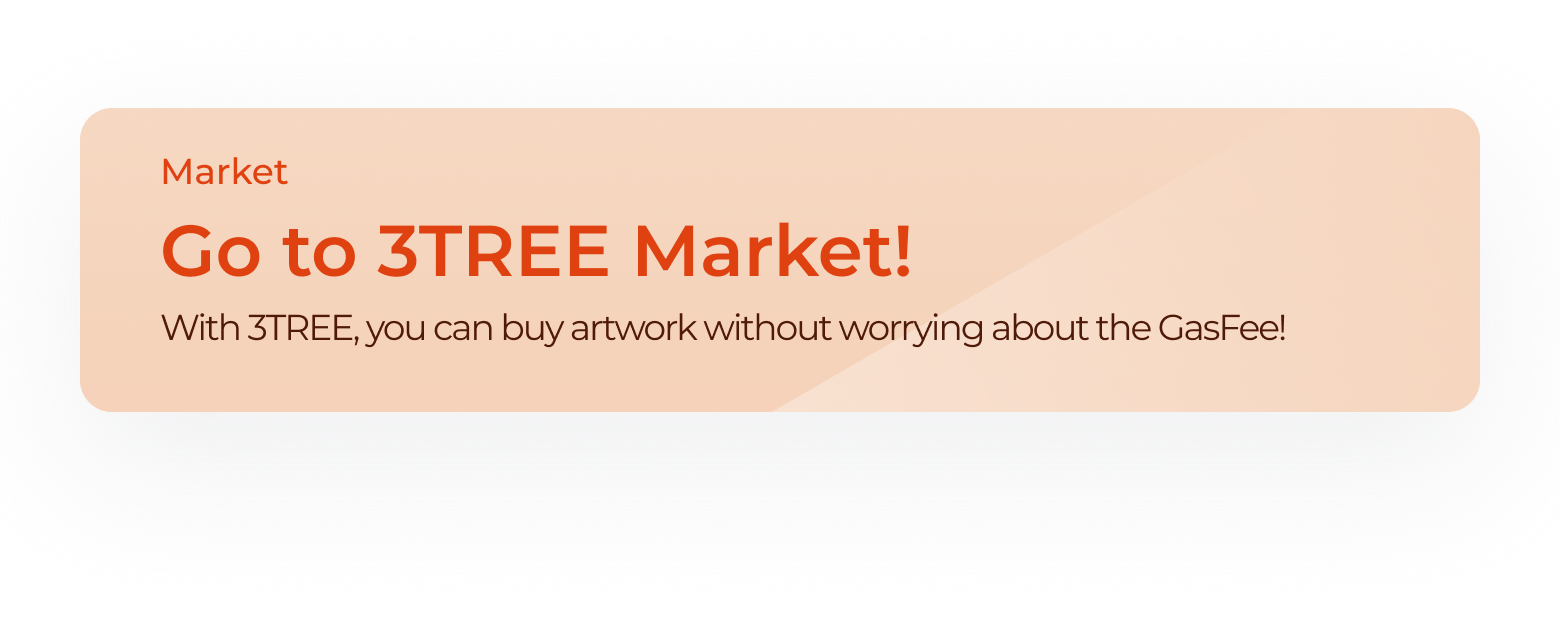 Market
Go to 3TREE Market!
With 3TREE, you can buy artwork without worrying about the GasFee!